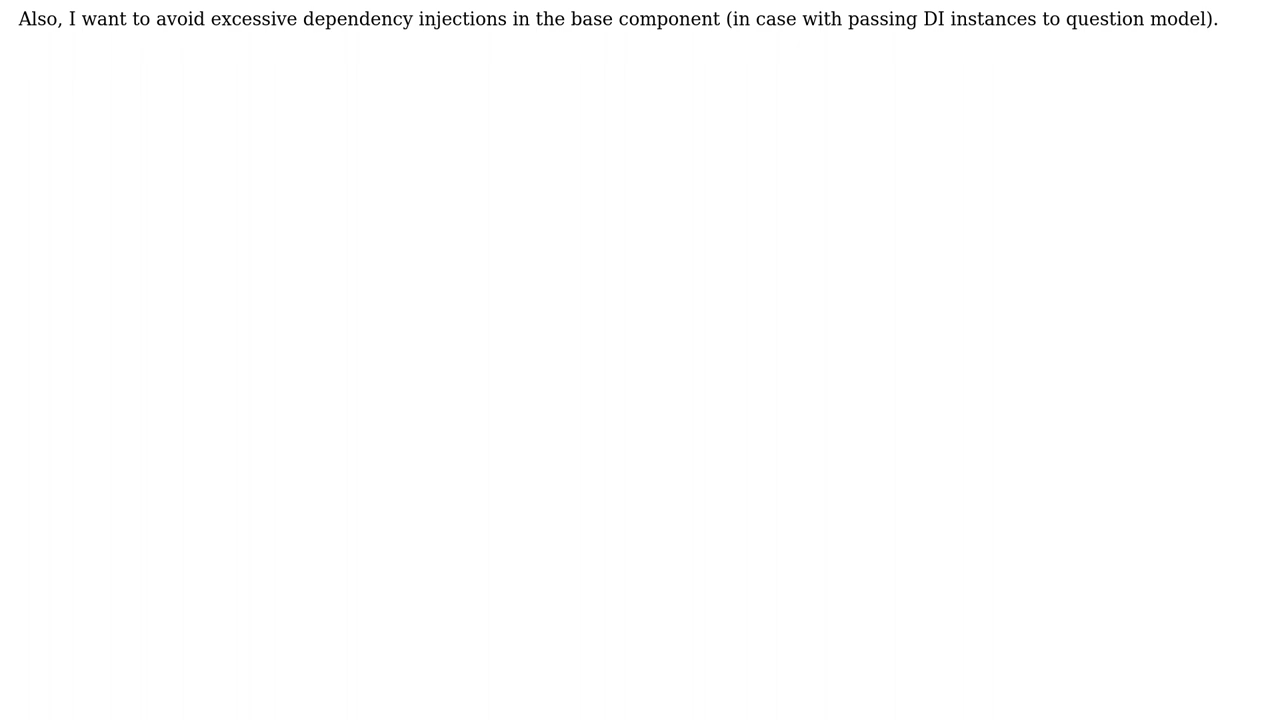 Also, I want to avoid excessive dependency injections in the base component (in case with passing DI instances to question model).